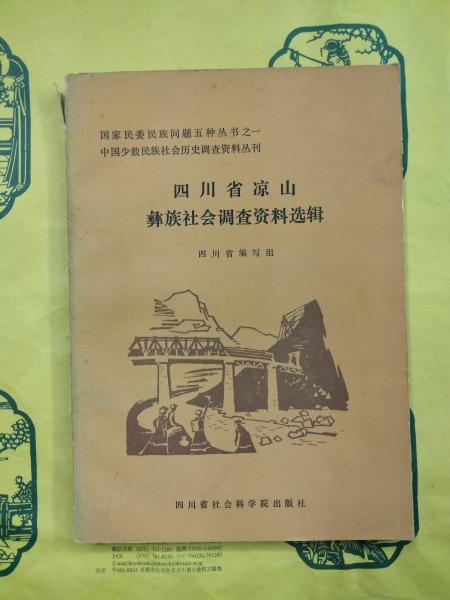 国家民委民族问题五种丛书之一
中国少数民族社会历史调查资料丛刊
四川省凉山
彝族社会调查资料选辑
四川省编写组
四川省社会科学院出版社